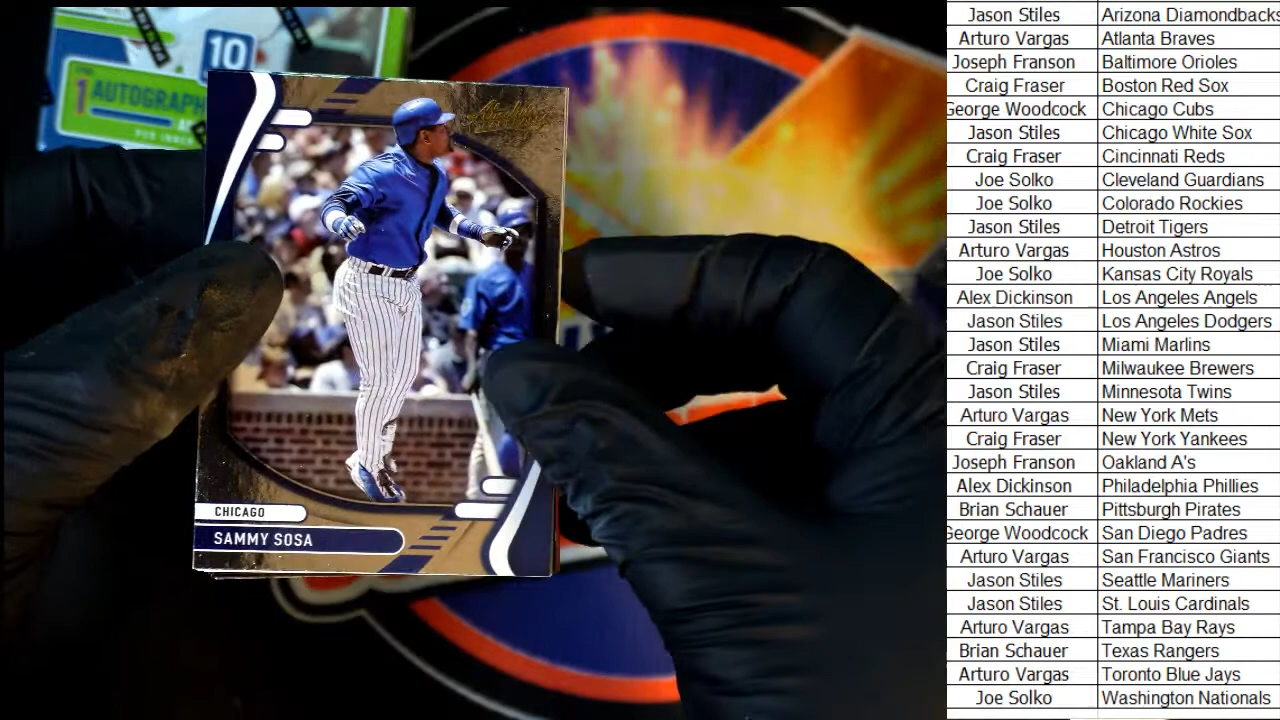 10
1 AUTOGRAPH
PER
Absolute
CHICAGO
SAMMY SOSA
Jason Stiles Arizona Diamondbacks
Arturo Vargas Atlanta Braves
Joseph Franson Baltimore Orioles
Craig Fraser Boston Red Sox
George Woodcock Chicago Cubs
Jason Stiles Chicago White Sox
Craig Fraser Cincinnati Reds
Joe Solko Cleveland Guardians
Joe Solko Colorado Rockies
Jason Stiles Detroit Tigers
Arturo Vargas Houston Astros
Joe Solko Kansas City Royals
Alex Dickinson Los Angeles Angels
Jason Stiles Los Angeles Dodgers
Jason Stiles Miami Marlins
Craig Fraser Milwaukee Brewers
Jason Stiles Minnesota Twins
Arturo Vargas New York Mets
Craig Fraser New York Yankees
Joseph Franson Oakland A's
Alex Dickinson Philadelphia Phillies
Brian Schauer Pittsburgh Pirates
George Woodcock San Diego Padres
Arturo Vargas San Francisco Giants
Jason Stiles Seattle Mariners
Jason Stiles St. Louis Cardinals
Arturo Vargas Tampa Bay Rays
Brian Schauer Texas Rangers
Arturo Vargas Toronto Blue Jays
Joe Solko Washington Nationals